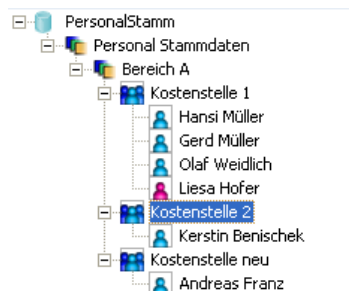 PersonalStamm
Personal Stammdaten
Bereich A
Kostenstelle 1
Hansi Müller
Gerd Müller
Olaf Weidlich
Liesa Hofer
Kostenstelle 2
Kerstin Benischek
Kostenstelle neu
Andreas Franz